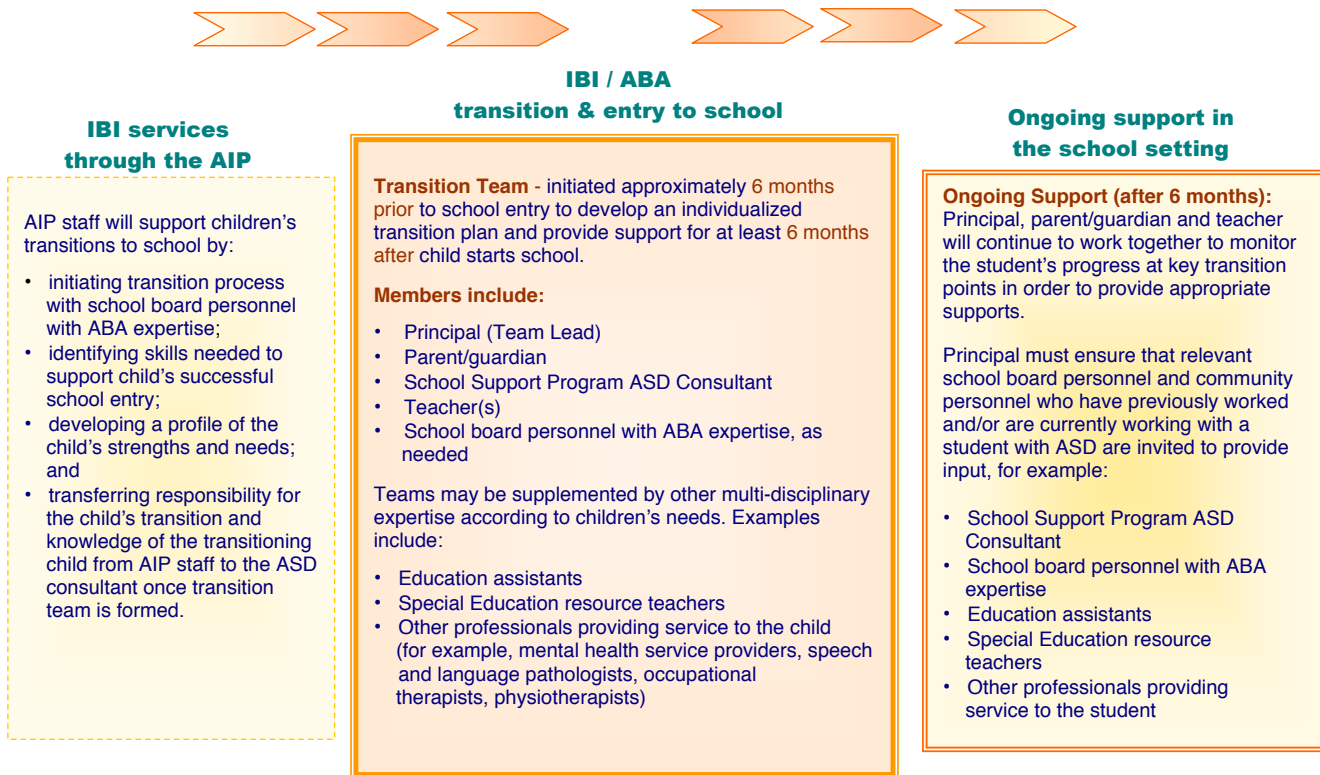 IBI services
through the AIP
AIP staff will support children's
transitions to school by:
• initiating transition process
with school board personnel
with ABA expertise;
• identifying skills needed to
support child's successful
school entry;
• developing a profile of the
child's strengths and needs;
and
• transferring responsibility for
the child's transition and
knowledge of the transitioning
child from AIP staff to the ASD
consultant once transition
team is formed.
IBI / ABA
transition & entry to school
Transition Team - initiated approximately 6 months
prior to school entry to develop an individualized
transition plan and provide support for at least 6 months
after child starts school.
Members include:
• Principal (Team Lead)
• Parent/guardian
• School Support Program ASD Consultant
• Teacher(s)
• School board personnel with ABA expertise, as
needed
Teams may be supplemented by other multi-disciplinary
expertise according to children's needs. Examples
include:
• Education assistants
• Special Education resource teachers
• Other professionals providing service to the child
(for example, mental health service providers, speech
and language pathologists, occupational
therapists, physiotherapists)
Ongoing support in
the school setting
Ongoing Support (after 6 months):
Principal, parent/guardian and teacher
will continue to work together to monitor
the student's progress at key transition
points in order to provide appropriate
supports.
Principal must ensure that relevant
school board personnel and community
personnel who have previously worked
and/or are currently working with a
student with ASD are invited to provide
input, for example:
• School Support Program ASD
Consultant
• School board personnel with ABA
expertise
• Education assistants
• Special Education resource
teachers
• Other professionals providing
service to the student